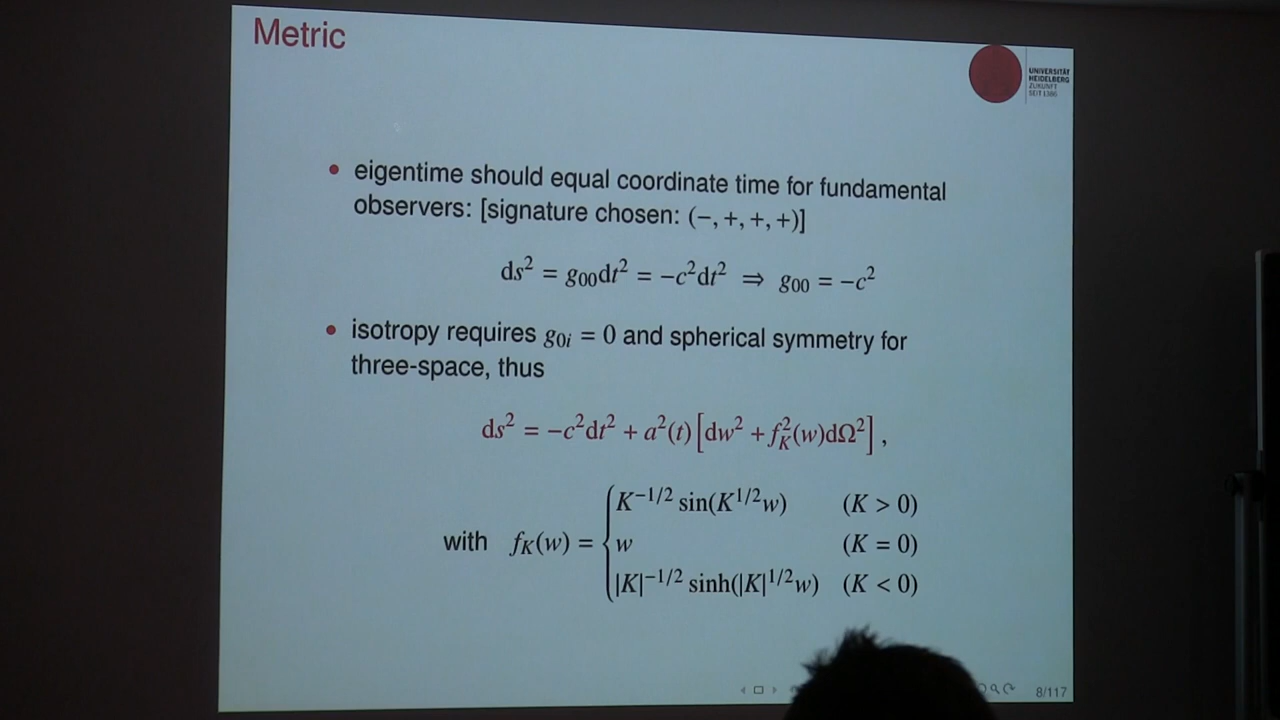 Metric
UNIVERSITÄT
HEIDELBERG
ZUKUNFT
SEIT 1386
• eigentime should equal coordinate time for fundamental
observers: [signature chosen: (−, +, +, +)]
ds² = g₀₀dt² = −c²dt² ⇒ g₀₀ = −c²
• isotropy requires g₀ᵢ = 0 and spherical symmetry for
three-space, thus
ds² = −c²dt² + a²(t) [dw² + f_K²(w)dΩ²] ,
K^{−1/2} sin(K^{1/2}w) (K > 0)
with f_K(w) = { w (K = 0)
|K|^{−1/2} sinh(|K|^{1/2}w) (K < 0)
8/117